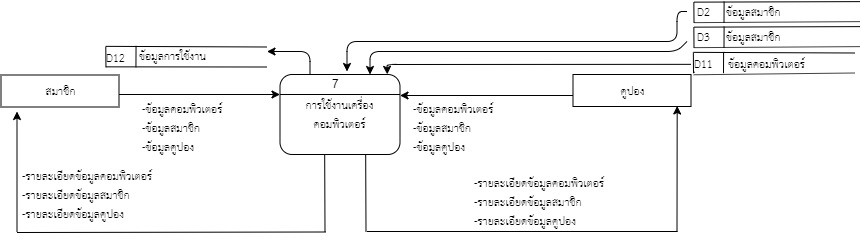 D2 ข้อมูลสมาชิก
D3 ข้อมูลสมาชิก
D12 ข้อมูลการใช้งาน
D11 ข้อมูลคอมพิวเตอร์
7
สมาชิก
คูปอง
การใช้งานเครื่อง
คอมพิวเตอร์
-ข้อมูลคอมพิวเตอร์
-ข้อมูลสมาชิก
-ข้อมูลคูปอง
-ข้อมูลคอมพิวเตอร์
-ข้อมูลสมาชิก
-ข้อมูลคูปอง
-รายละเอียดข้อมูลคอมพิวเตอร์
-รายละเอียดข้อมูลสมาชิก
-รายละเอียดข้อมูลคูปอง
-รายละเอียดข้อมูลคอมพิวเตอร์
-รายละเอียดข้อมูลสมาชิก
-รายละเอียดข้อมูลคูปอง